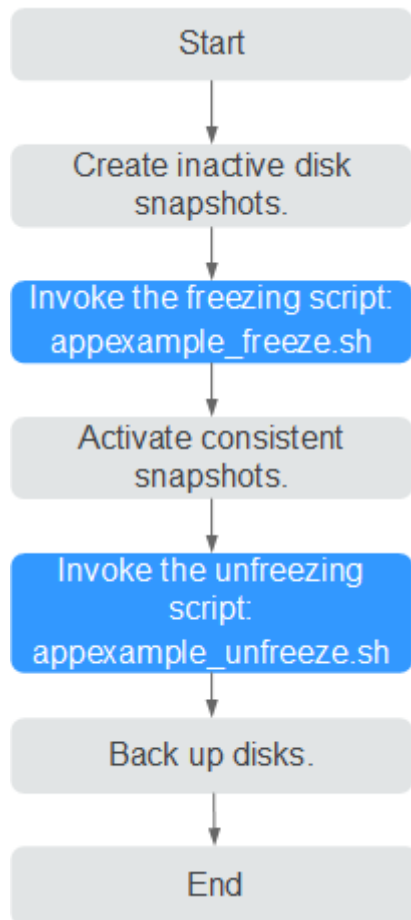 Start
Create inactive disk
snapshots.
Invoke the freezing script:
appexample_freeze.sh
Activate consistent
snapshots.
Invoke the unfreezing
script:
appexample_unfreeze.sh
Back up disks.
End